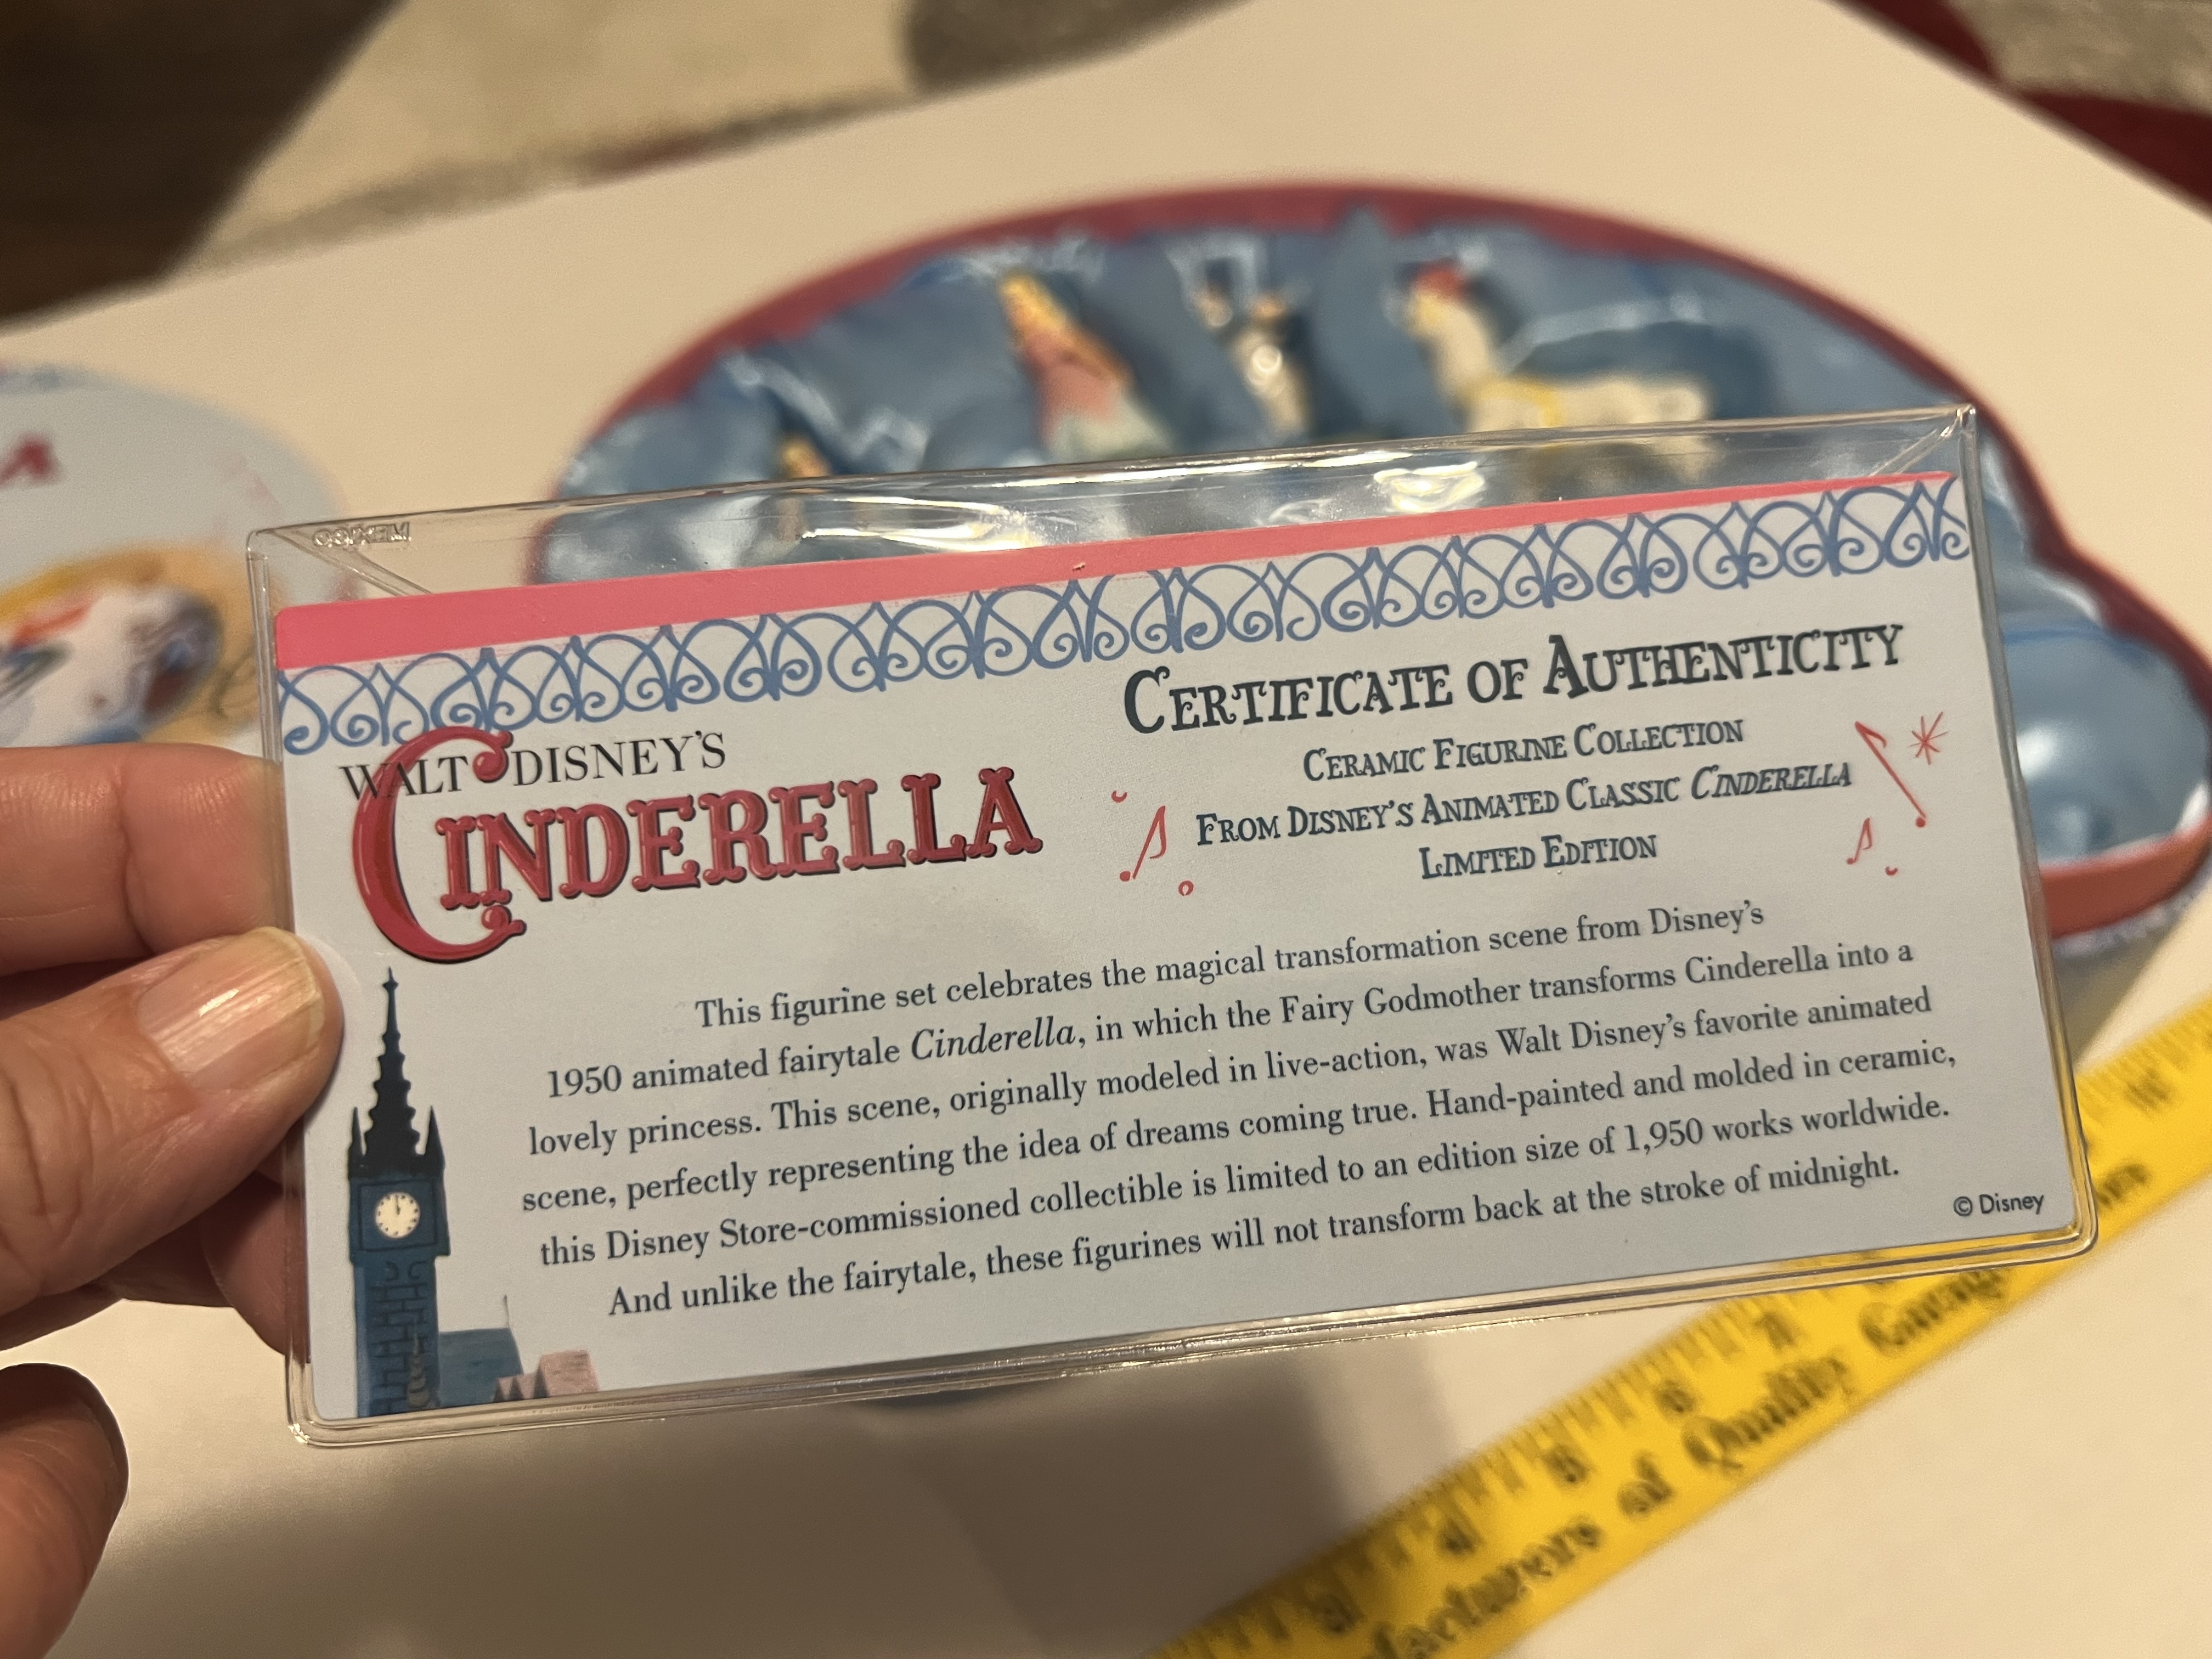 MEXICO
WALT DISNEY'S
CINDERELLA
CERTIFICATE OF AUTHENTICITY
CERAMIC FIGURINE COLLECTION
FROM DISNEY'S ANIMATED CLASSIC CINDERELLA
LIMITED EDITION
This figurine set celebrates the magical transformation scene from Disney's
1950 animated fairytale Cinderella, in which the Fairy Godmother transforms Cinderella into a
lovely princess. This scene, originally modeled in live-action, was Walt Disney's favorite animated
scene, perfectly representing the idea of dreams coming true. Hand-painted and molded in ceramic,
this Disney Store-commissioned collectible is limited to an edition size of 1,950 works worldwide.
And unlike the fairytale, these figurines will not transform back at the stroke of midnight.
© Disney
of Quality